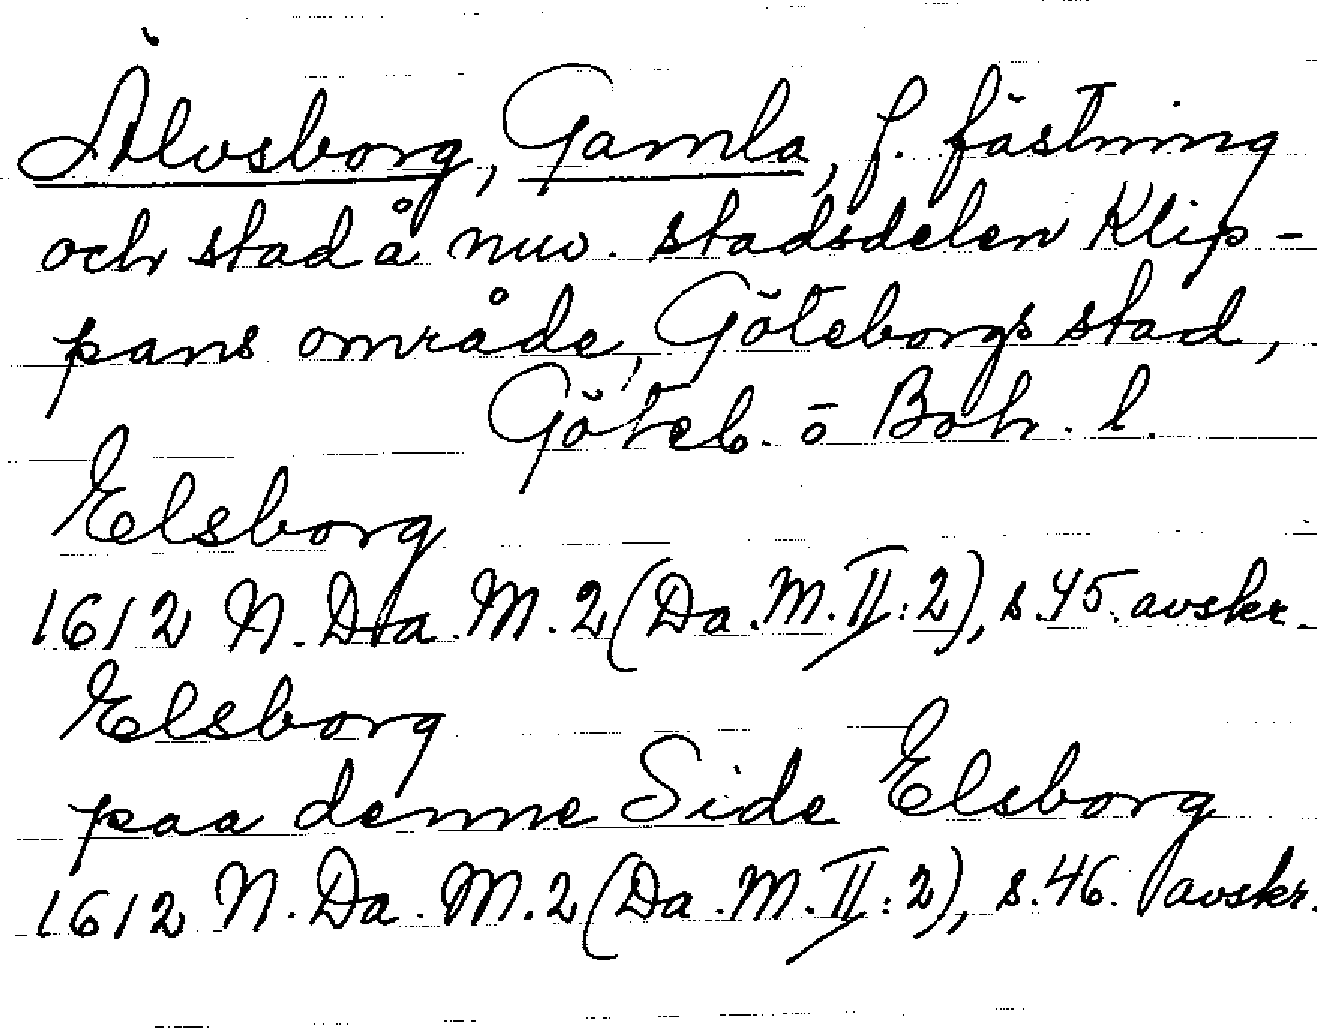 Älvsborg, Gamla, f. fästning
och stad å nuv. stadsdelen Klip-
pans område, Göteborgs stad,
Göteb. o Boh. l.
Elsborg
1612 N. Da. M. 2 (Da. M. II: 2), s. 45. avskr.
Elsborg
paa denne Side Elsborg
1612 N. Da. M. 2 (Da. M. II: 2), s. 46. avskr.